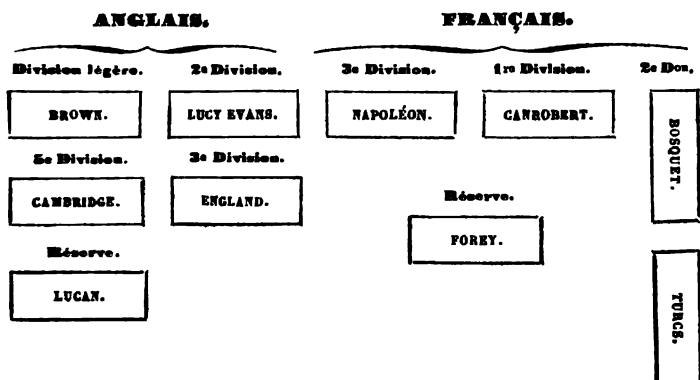 ANGLAIS.
FRANÇAIS.
Division légère.
2e Division.
3e Division.
1re Division.
2e Don.
BROWN.
LUCY EVANS.
NAPOLÉON.
CANROBERT.
BOSQUET.
5e Division.
3e Division.
CAMBRIDGE.
ENGLAND.
Réserve.
FOREY.
Réserve.
LUCAN.
TURCS.